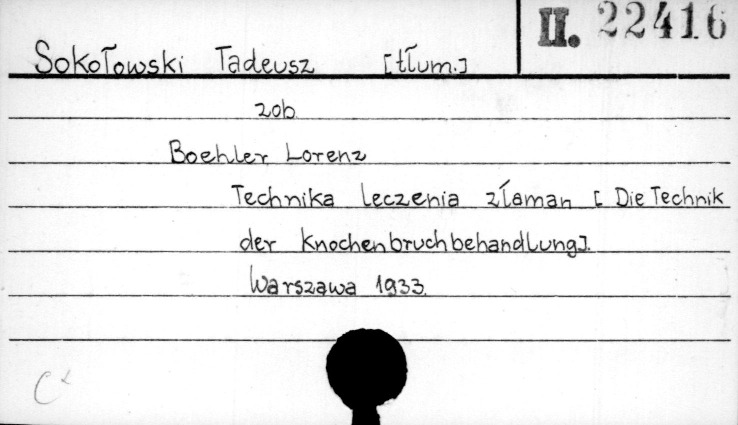 II. 22416
Sokołowski Tadeusz [tłum.]
zob.
Boehler Lorenz
Technika leczenia złaman [Die Technik
der Knochenbruchbehandlung].
Warszawa 1933.